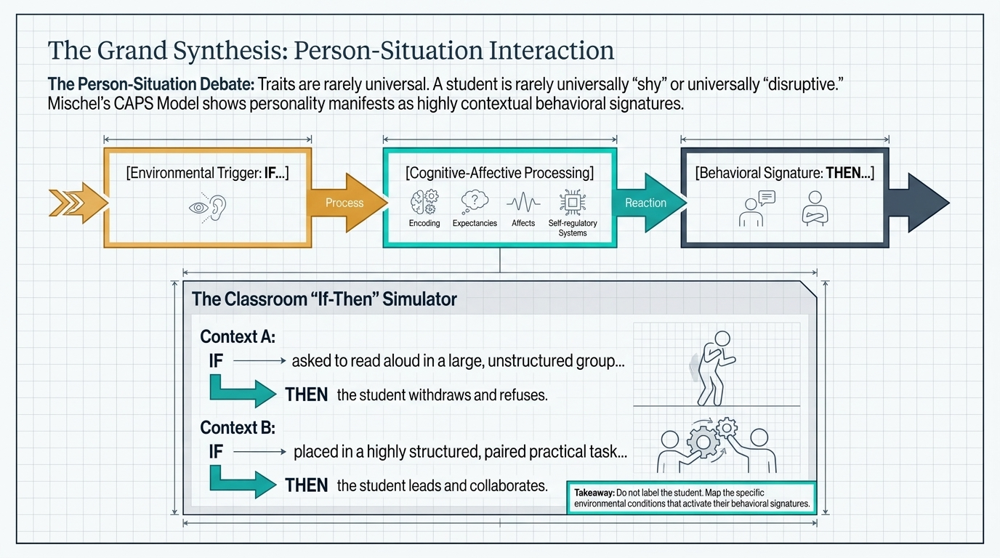 The Grand Synthesis: Person-Situation Interaction
The Person-Situation Debate: Traits are rarely universal. A student is rarely universally “shy” or universally “disruptive.”
Mischel’s CAPS Model shows personality manifests as highly contextual behavioral signatures.
[Environmental Trigger: IF...]
Process
[Cognitive-Affective Processing]
?
Encoding
Expectancies
Affects
Self-regulatory
Systems
Reaction
[Behavioral Signature: THEN...]
The Classroom “If-Then” Simulator
Context A:
IF asked to read aloud in a large, unstructured group...
THEN the student withdraws and refuses.
Context B:
IF placed in a highly structured, paired practical task...
THEN the student leads and collaborates.
Takeaway: Do not label the student. Map the specific
environmental conditions that activate their behavioral signatures.